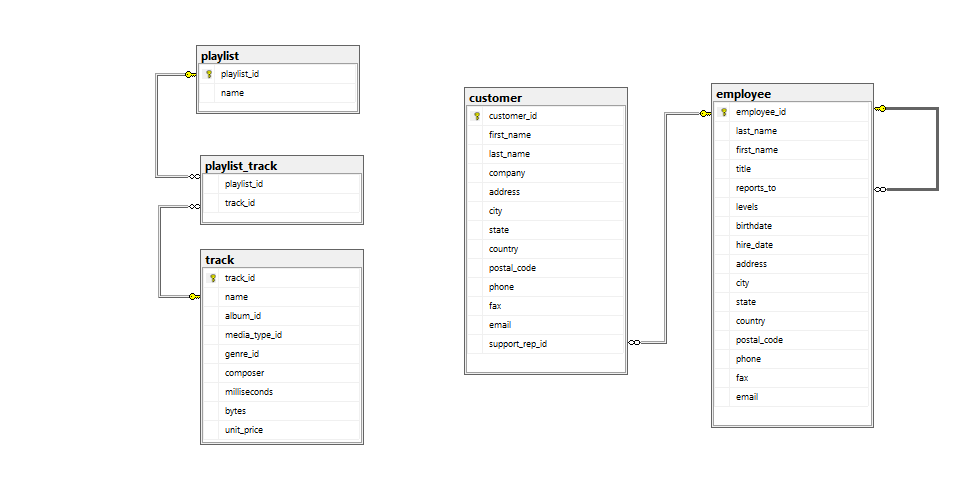 playlist
playlist_id
name
playlist_track
playlist_id
track_id
track
track_id
name
album_id
media_type_id
genre_id
composer
milliseconds
bytes
unit_price
customer
customer_id
first_name
last_name
company
address
city
state
country
postal_code
phone
fax
email
support_rep_id
employee
employee_id
last_name
first_name
title
reports_to
levels
birthdate
hire_date
address
city
state
country
postal_code
phone
fax
email